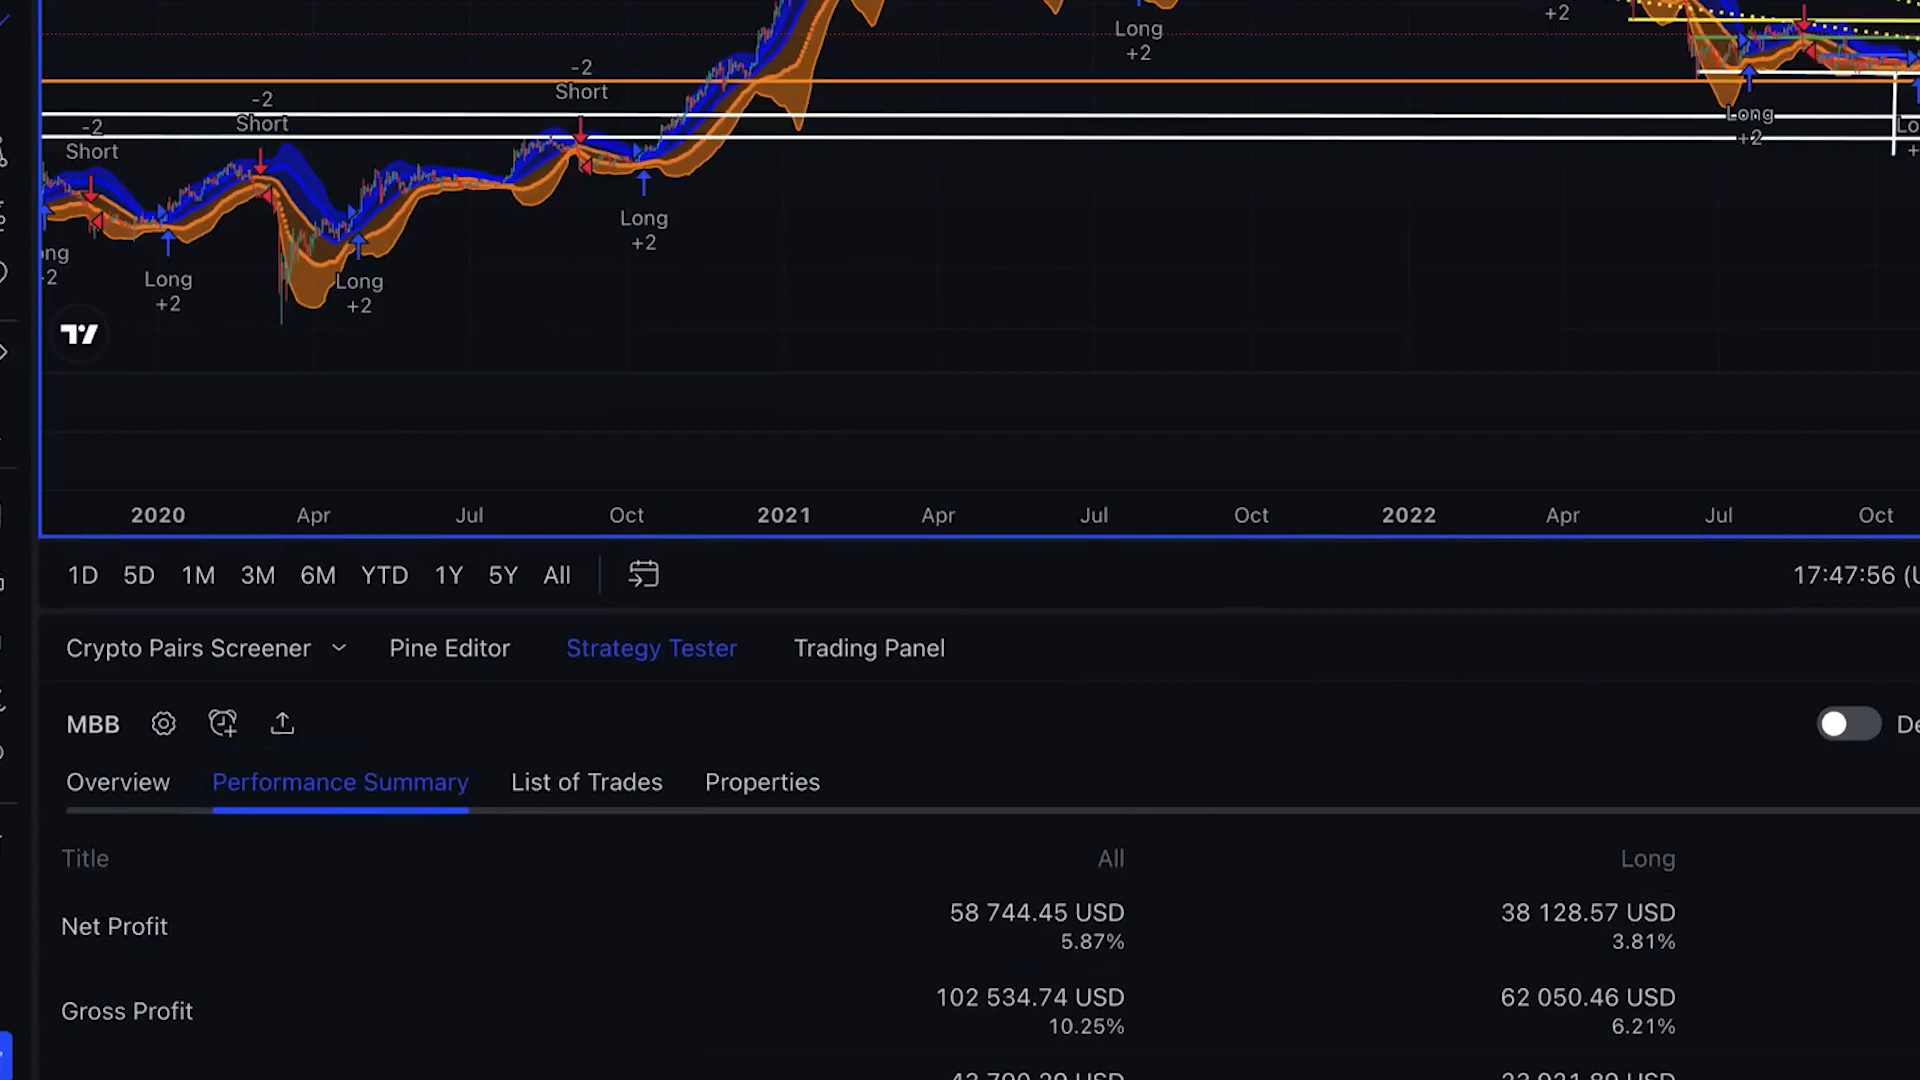 +2
Long
+2
-2
Short
-2
Short
-2
Short
Long
+2
Long
+2
Long
+2
Long
+2
2020 Apr Jul Oct 2021 Apr Jul Oct 2022 Apr Jul Oct
1D 5D 1M 3M 6M YTD 1Y 5Y All
17:47:56
Crypto Pairs Screener Pine Editor Strategy Tester Trading Panel
MBB
Overview Performance Summary List of Trades Properties
Title All Long
Net Profit 58 744.45 USD 38 128.57 USD
5.87% 3.81%
Gross Profit 102 534.74 USD 62 050.46 USD
10.25% 6.21%